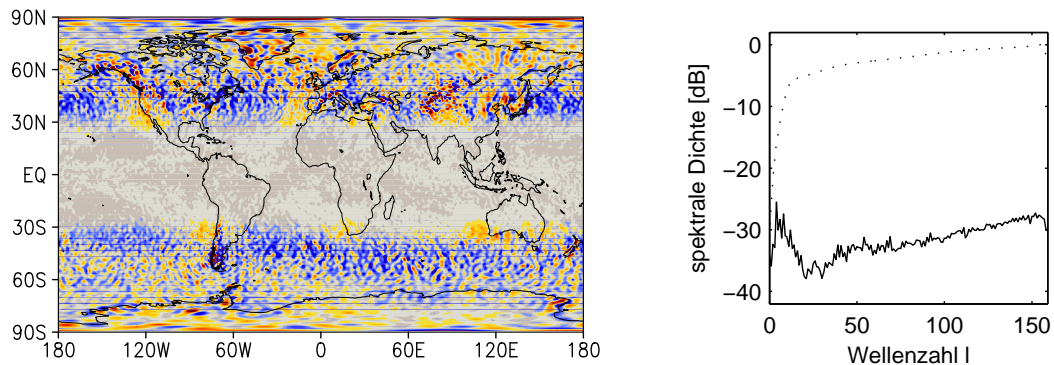 90N
60N
30N
EQ
30S
60S
90S
180 120W 60W 0 60E 120E 180
spektrale Dichte [dB]
0
−10
−20
−30
−40
0 50 100 150
Wellenzahl l